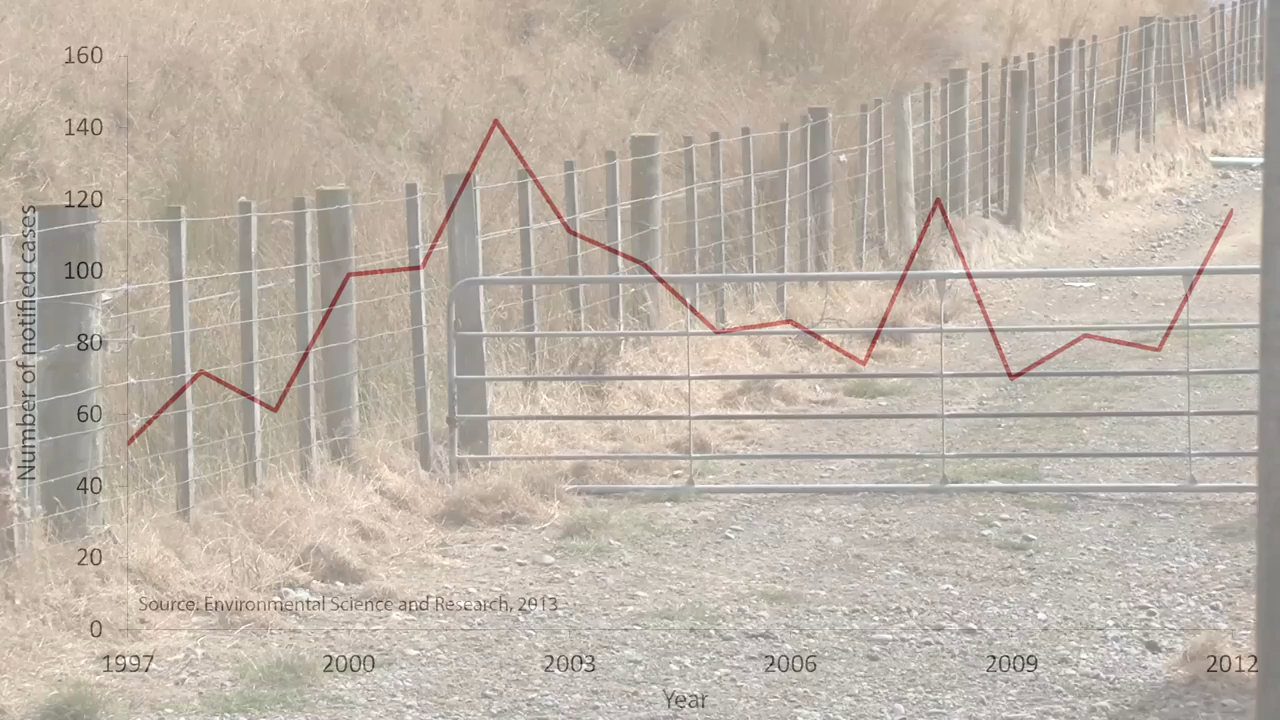 160
140
120
100
80
60
40
20
0
Number of notified cases
Source: Environmental Science and Research, 2013
1997 2000 2003 2006 2009 2012
Year